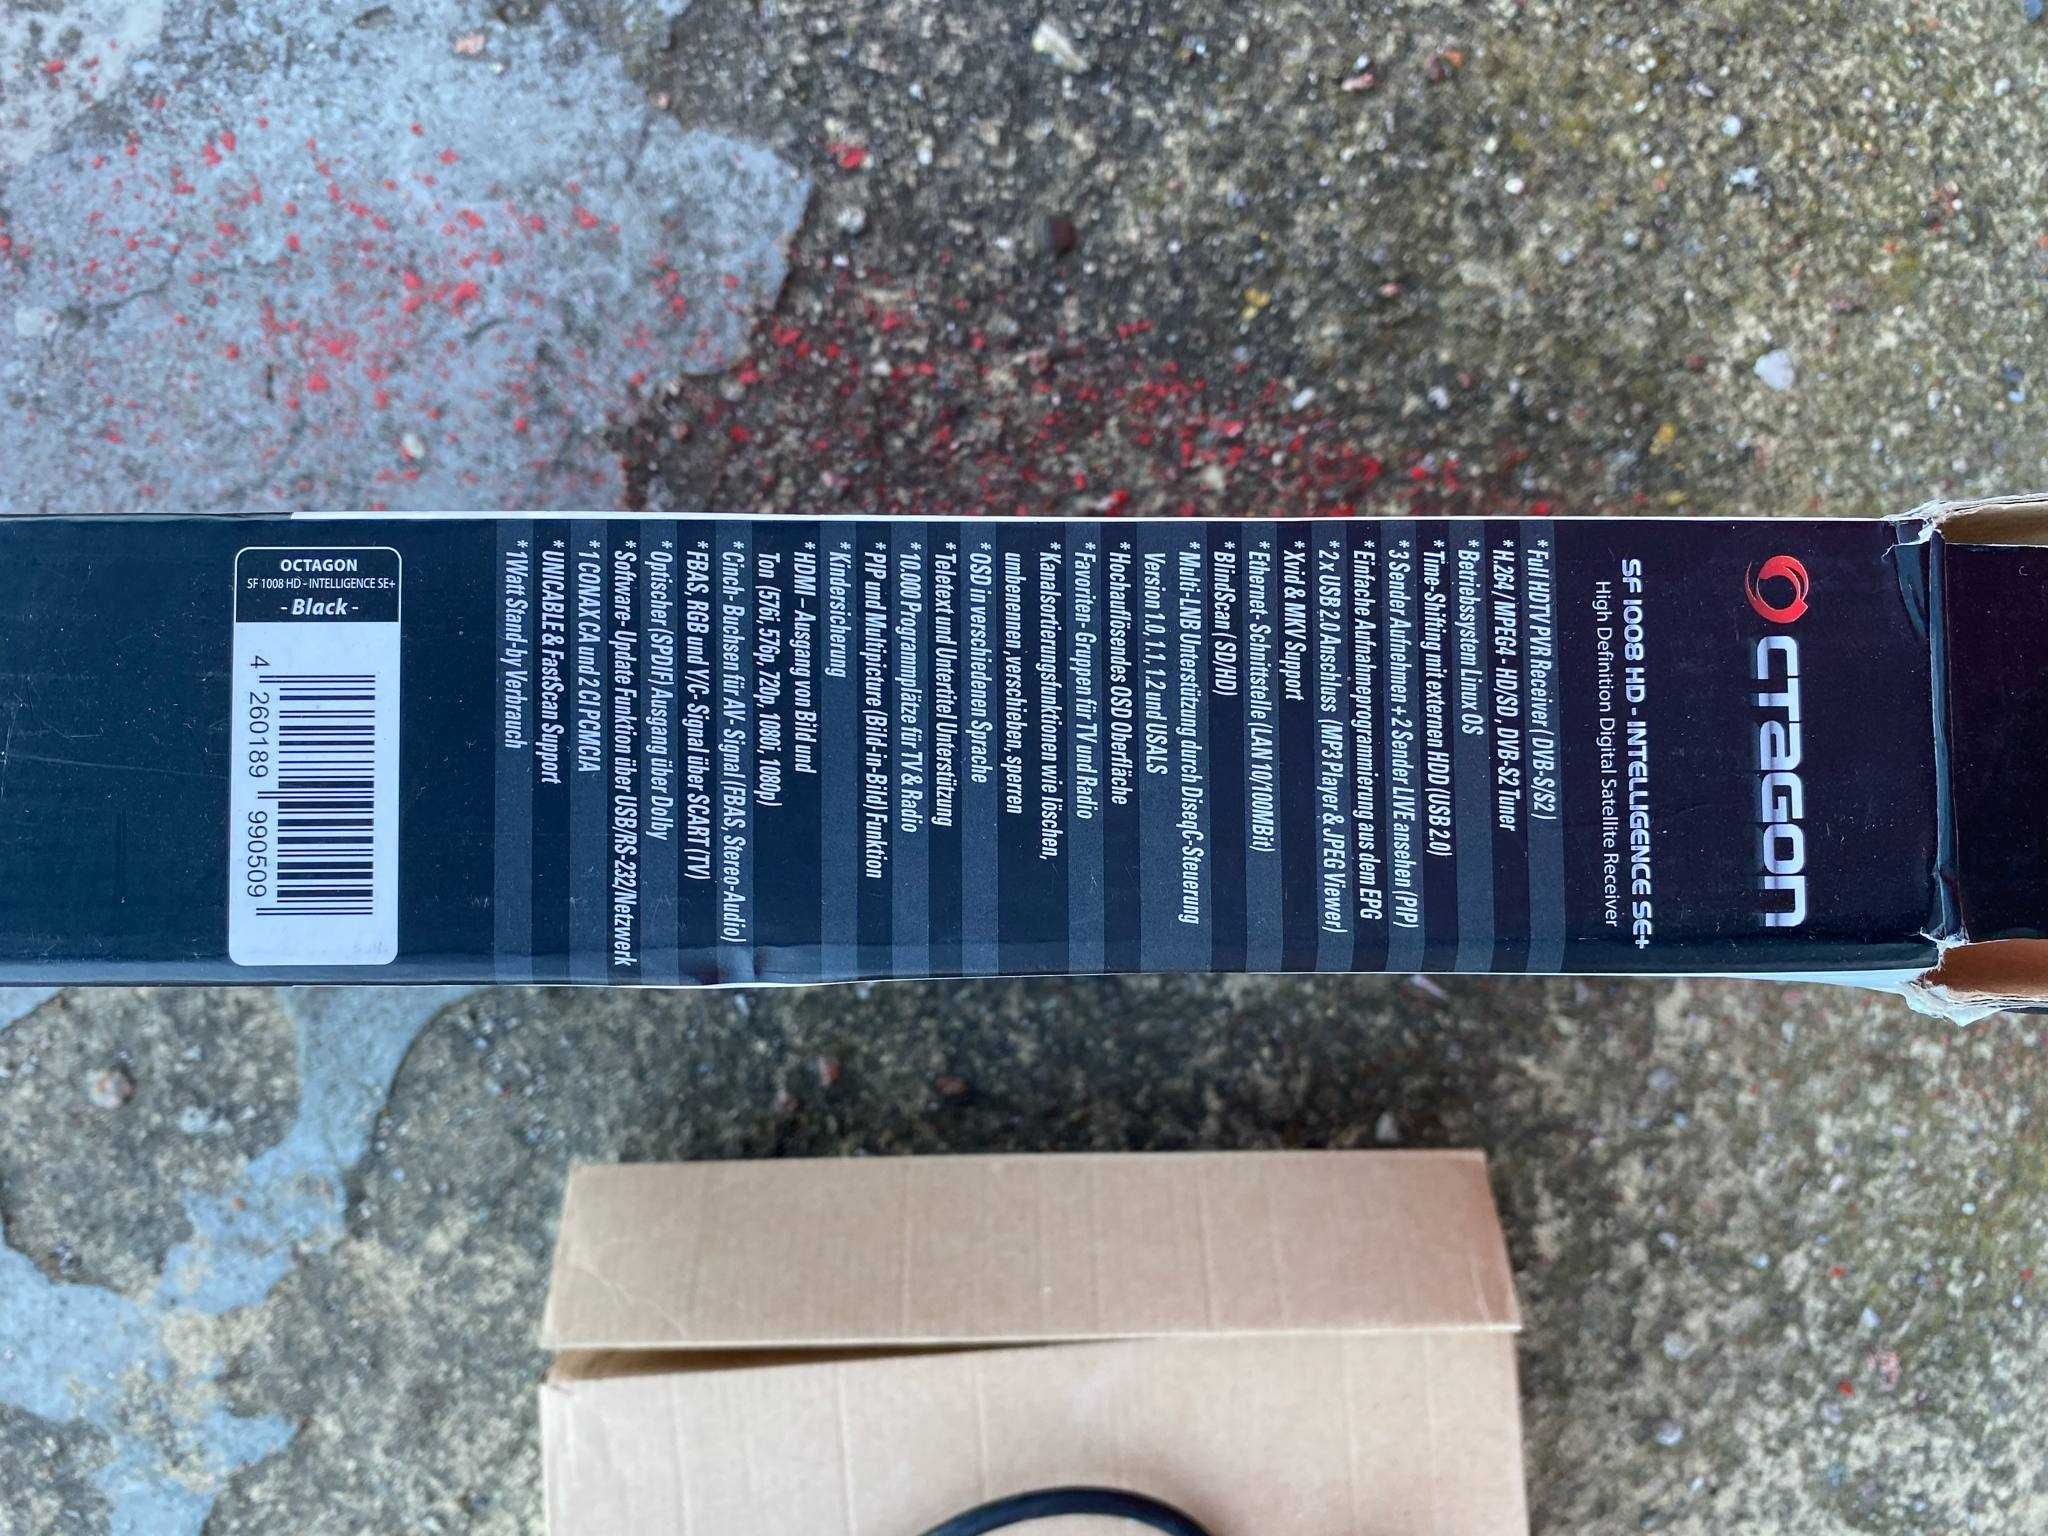 OCTAGON
SF 1008 HD - INTELLIGENCE SE+
High Definition Digital Satellite Receiver
* Full HDTV PVR Receiver ( DVB-S/S2 )
* H.264 / MPEG4 - HD/SD , DVB-S2 Tuner
* Betriebssystem Linux OS
* Time-Shifting mit externen HDD (USB 2.0)
* 3 Sender Aufnehmen + 2 Sender LIVE ansehen (PIP)
* Einfache Aufnahmeprogrammierung aus dem EPG
* 2 x USB 2.0 Anschluss (MP3 Player & JPEG Viewer)
* Xvid & MKV Support
* Ethernet- Schnittstelle (LAN 10/100MBit)
* BlindScan ( SD/HD)
* Multi-LNB Unterstützung durch DiseqC-Steuerung
Version 1.0, 1.1, 1.2 und USALS
* Hochauflösendes OSD Oberfläche
* Favoriten- Gruppen für TV und Radio
* Kanalsortierungsfunktionen wie löschen,
umbenennen ,verschieben, sperren
* OSD in verschiedenen Sprache
* Teletext und Untertitel Unterstützung
* 10.000 Programmplätze für TV & Radio
* PIP und Multipicture (Bild-in-Bild) Funktion
* Kindersicherung
* HDMI – Ausgang von Bild und
Ton (576i, 576p, 720p, 1080i, 1080p)
* Cinch- Buchsen für AV- Signal (FBAS, Stereo-Audio)
* FBAS, RGB und Y/C- Signal über SCART (TV)
* Optischer (SPDIF) Ausgang über Dolby
* Software- Update Funktion über USB/RS-232/Netzwerk
* 1 CONAX CA und 2 CI PCMCIA
* UNICABLE & FastScan Support
* 1Watt Stand-by Verbrauch
OCTAGON
SF 1008 HD - INTELLIGENCE SE+
- Black -
4 260189 990509